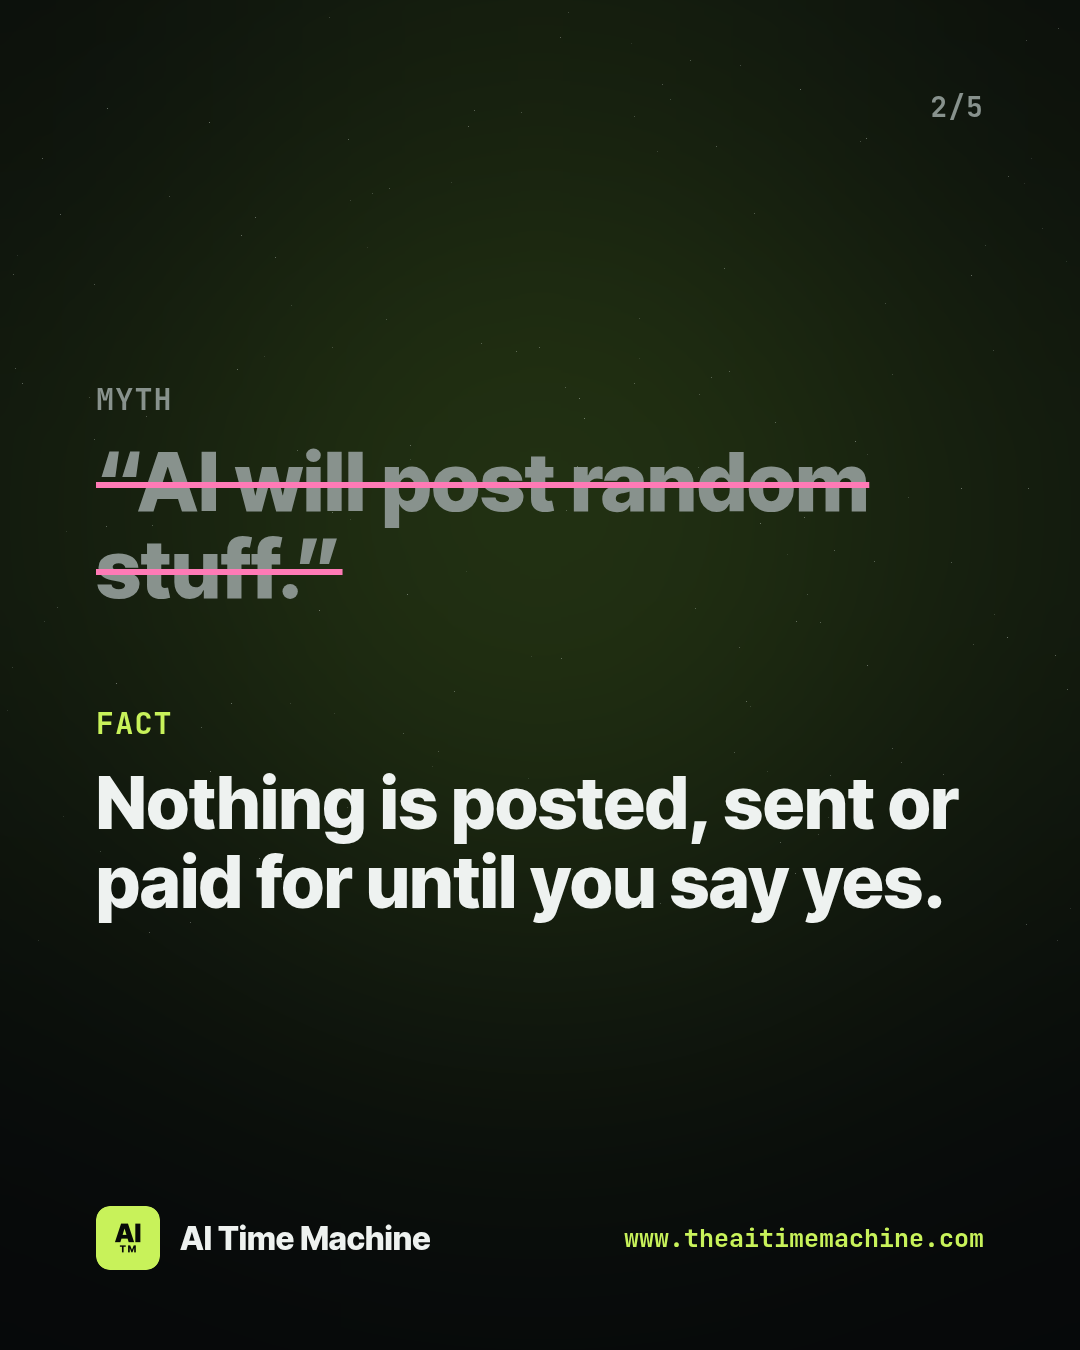 2/5
MYTH
“AI will post random
stuff.”
FACT
Nothing is posted, sent or
paid for until you say yes.
AI
TM
AI Time Machine
www.theaitimemachine.com